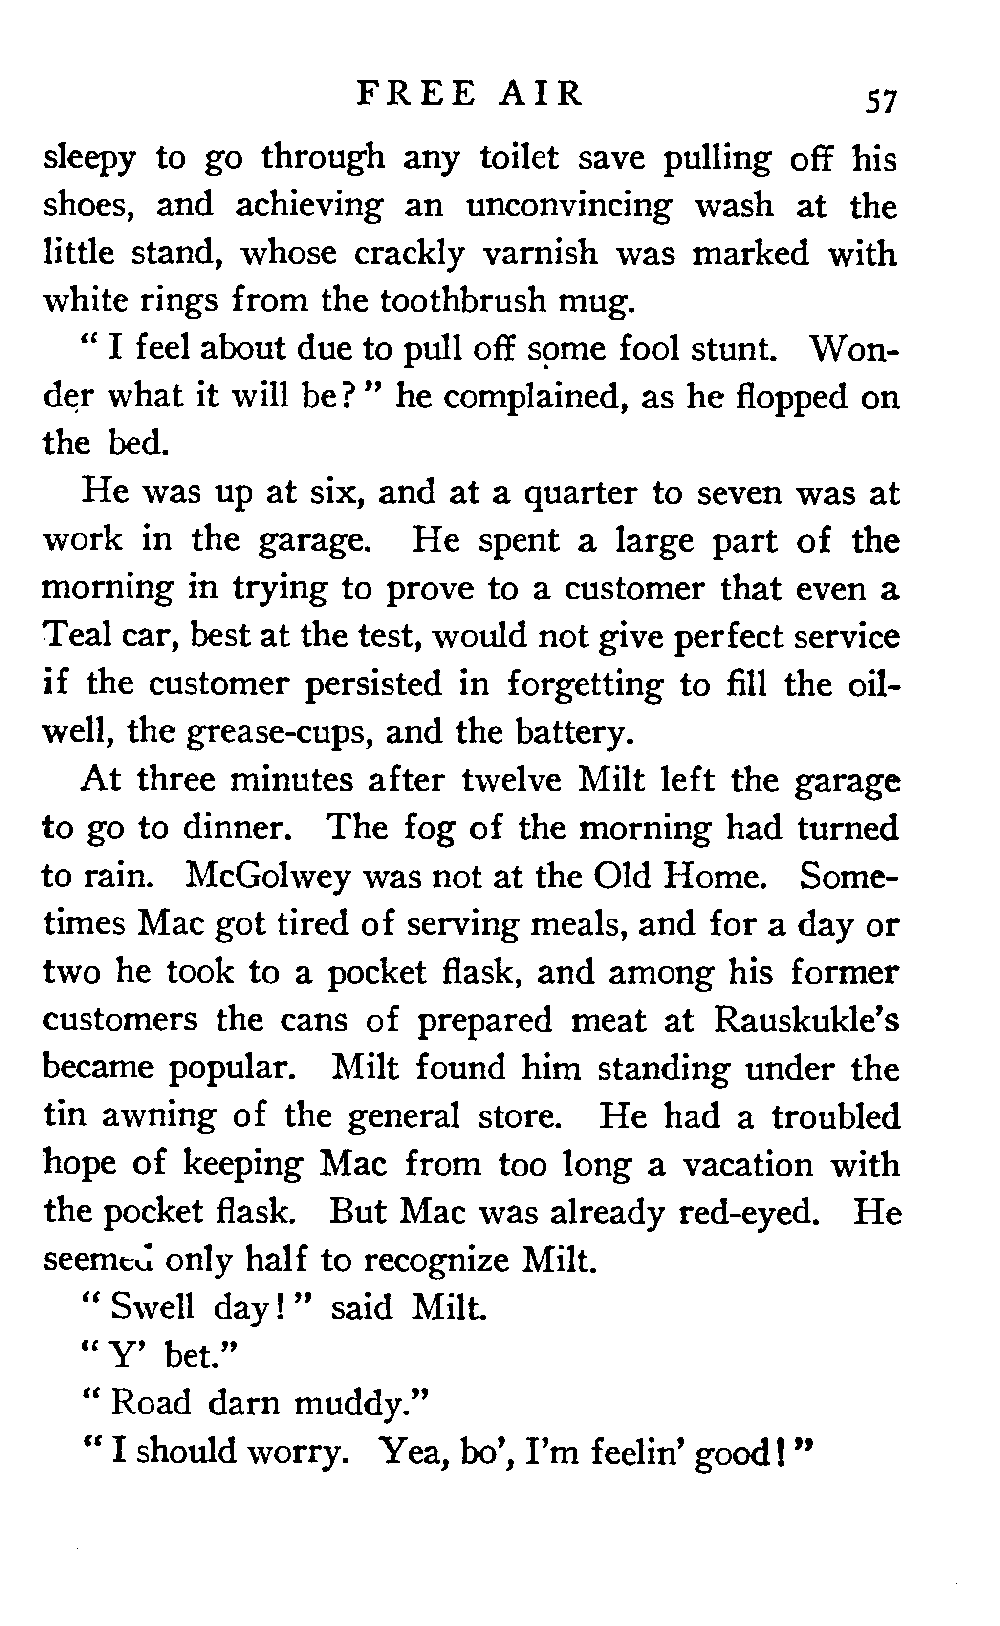 FREE AIR 57
sleepy to go through any toilet save pulling off his
shoes, and achieving an unconvincing wash at the
little stand, whose crackly varnish was marked with
white rings from the toothbrush mug.
“ I feel about due to pull off some fool stunt. Won-
der what it will be? ” he complained, as he flopped on
the bed.
He was up at six, and at a quarter to seven was at
work in the garage. He spent a large part of the
morning in trying to prove to a customer that even a
Teal car, best at the test, would not give perfect service
if the customer persisted in forgetting to fill the oil-
well, the grease-cups, and the battery.
At three minutes after twelve Milt left the garage
to go to dinner. The fog of the morning had turned
to rain. McGolwey was not at the Old Home. Some-
times Mac got tired of serving meals, and for a day or
two he took to a pocket flask, and among his former
customers the cans of prepared meat at Rauskukle’s
became popular. Milt found him standing under the
tin awning of the general store. He had a troubled
hope of keeping Mac from too long a vacation with
the pocket flask. But Mac was already red-eyed. He
seemed only half to recognize Milt.
“ Swell day! ” said Milt.
“ Y’ bet.”
“ Road darn muddy.”
“ I should worry. Yea, bo’, I’m feelin’ good! ”